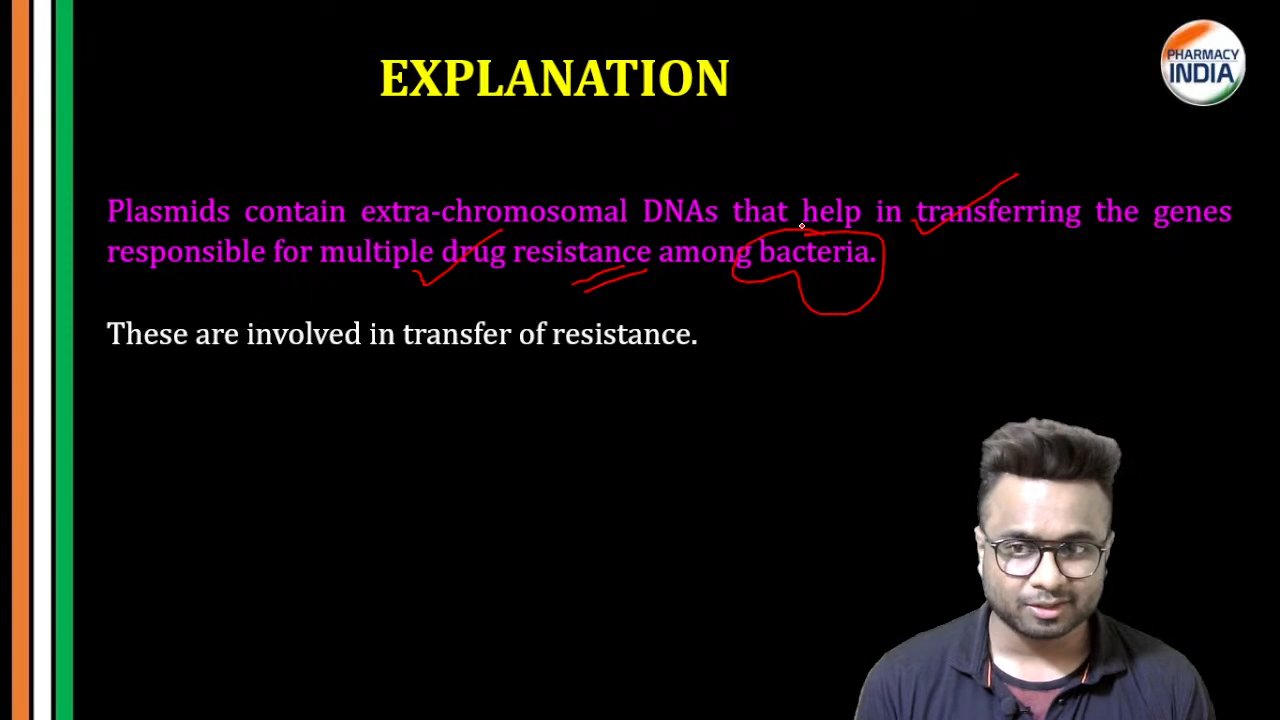 EXPLANATION
PHARMACY
INDIA
Plasmids contain extra-chromosomal DNAs that help in transferring the genes
responsible for multiple drug resistance among bacteria.
These are involved in transfer of resistance.